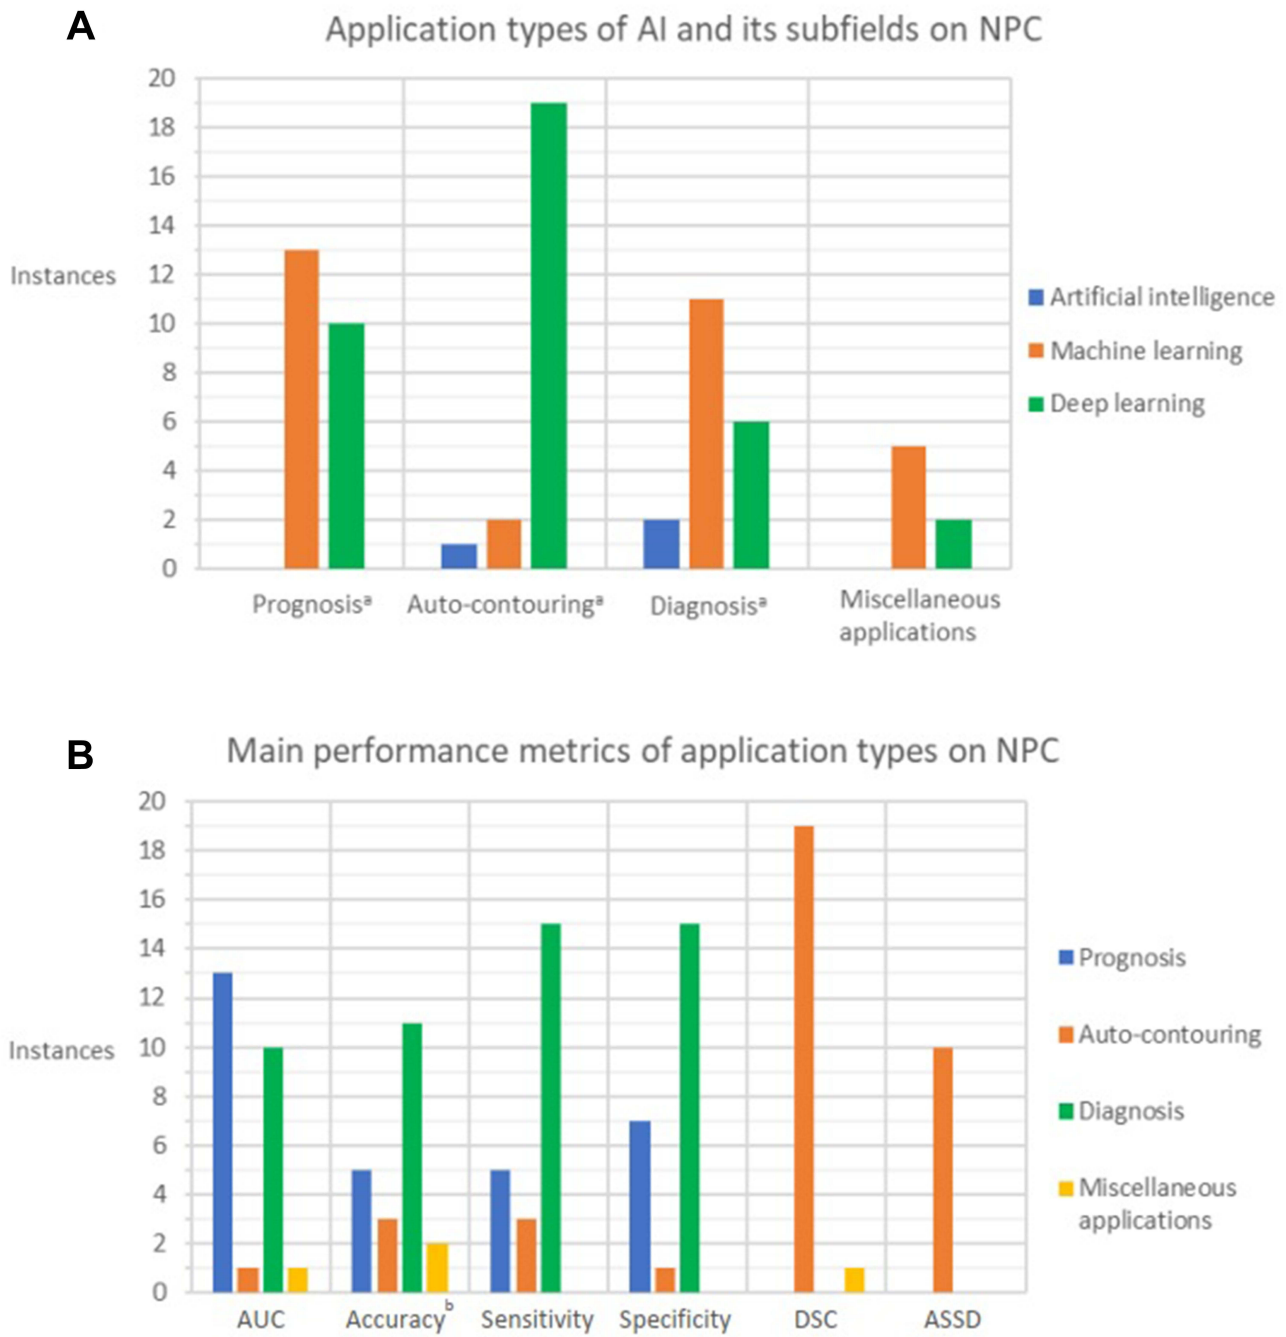 A
Application types of AI and its subfields on NPC
20
18
16
14
12
10
8
6
4
2
0
Instances
Prognosisᵃ
Auto-contouringᵃ
Diagnosisᵃ
Miscellaneous
applications
Artificial intelligence
Machine learning
Deep learning
B
Main performance metrics of application types on NPC
20
18
16
14
12
10
8
6
4
2
0
Instances
AUC
Accuracyᵇ
Sensitivity
Specificity
DSC
ASSD
Prognosis
Auto-contouring
Diagnosis
Miscellaneous
applications